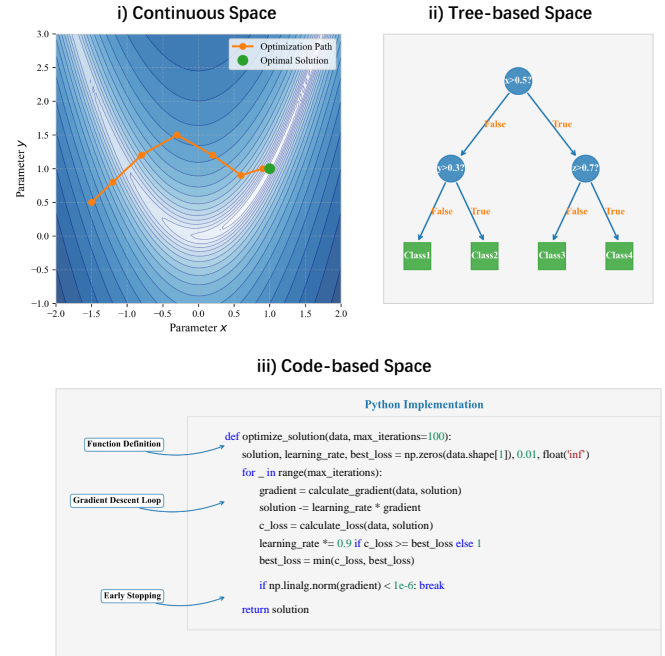 i) Continuous Space
Optimization Path
Optimal Solution
3.0
2.5
2.0
1.5
1.0
0.5
0.0
−0.5
−1.0
−2.0 −1.5 −1.0 −0.5 0.0 0.5 1.0 1.5 2.0
Parameter y
Parameter x
ii) Tree-based Space
x>0.5?
False True
y>0.3? z>0.7?
False True False True
Class1 Class2 Class3 Class4
iii) Code-based Space
Python Implementation
Function Definition
Gradient Descent Loop
Early Stopping
def optimize_solution(data, max_iterations=100):
solution, learning_rate, best_loss = np.zeros(data.shape[1]), 0.01, float('inf')
for _ in range(max_iterations):
gradient = calculate_gradient(data, solution)
solution -= learning_rate * gradient
c_loss = calculate_loss(data, solution)
learning_rate *= 0.9 if c_loss >= best_loss else 1
best_loss = min(c_loss, best_loss)
if np.linalg.norm(gradient) < 1e-6: break
return solution